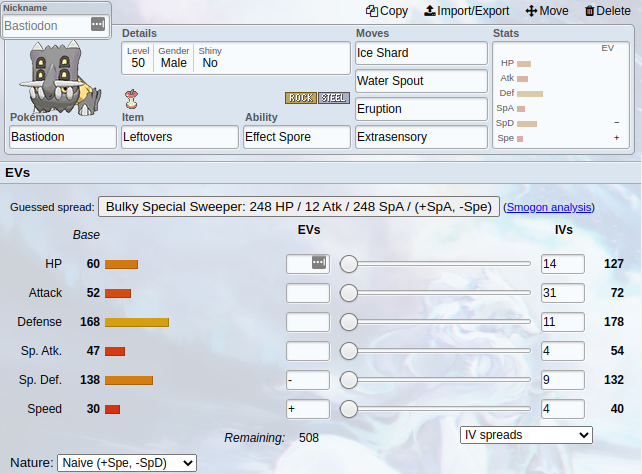 Nickname
Bastiodon
Copy Import/Export Move Delete
Details Moves Stats
Level Gender Shiny
50 Male No
Ice Shard
EV
HP
Water Spout
Atk
Def
ROCK STEEL
Eruption
SpA
Pokémon Item Ability
SpD −
Bastiodon Leftovers Effect Spore Extrasensory
Spe +
EVs
Guessed spread: Bulky Special Sweeper: 248 HP / 12 Atk / 248 SpA / (+SpA, -Spe) (Smogon analysis)
Base EVs IVs
HP 60 14 127
Attack 52 31 72
Defense 168 11 178
Sp. Atk. 47 4 54
Sp. Def. 138 - 9 132
Speed 30 + 4 40
Remaining: 508 IV spreads
Nature: Naive (+Spe, -SpD)